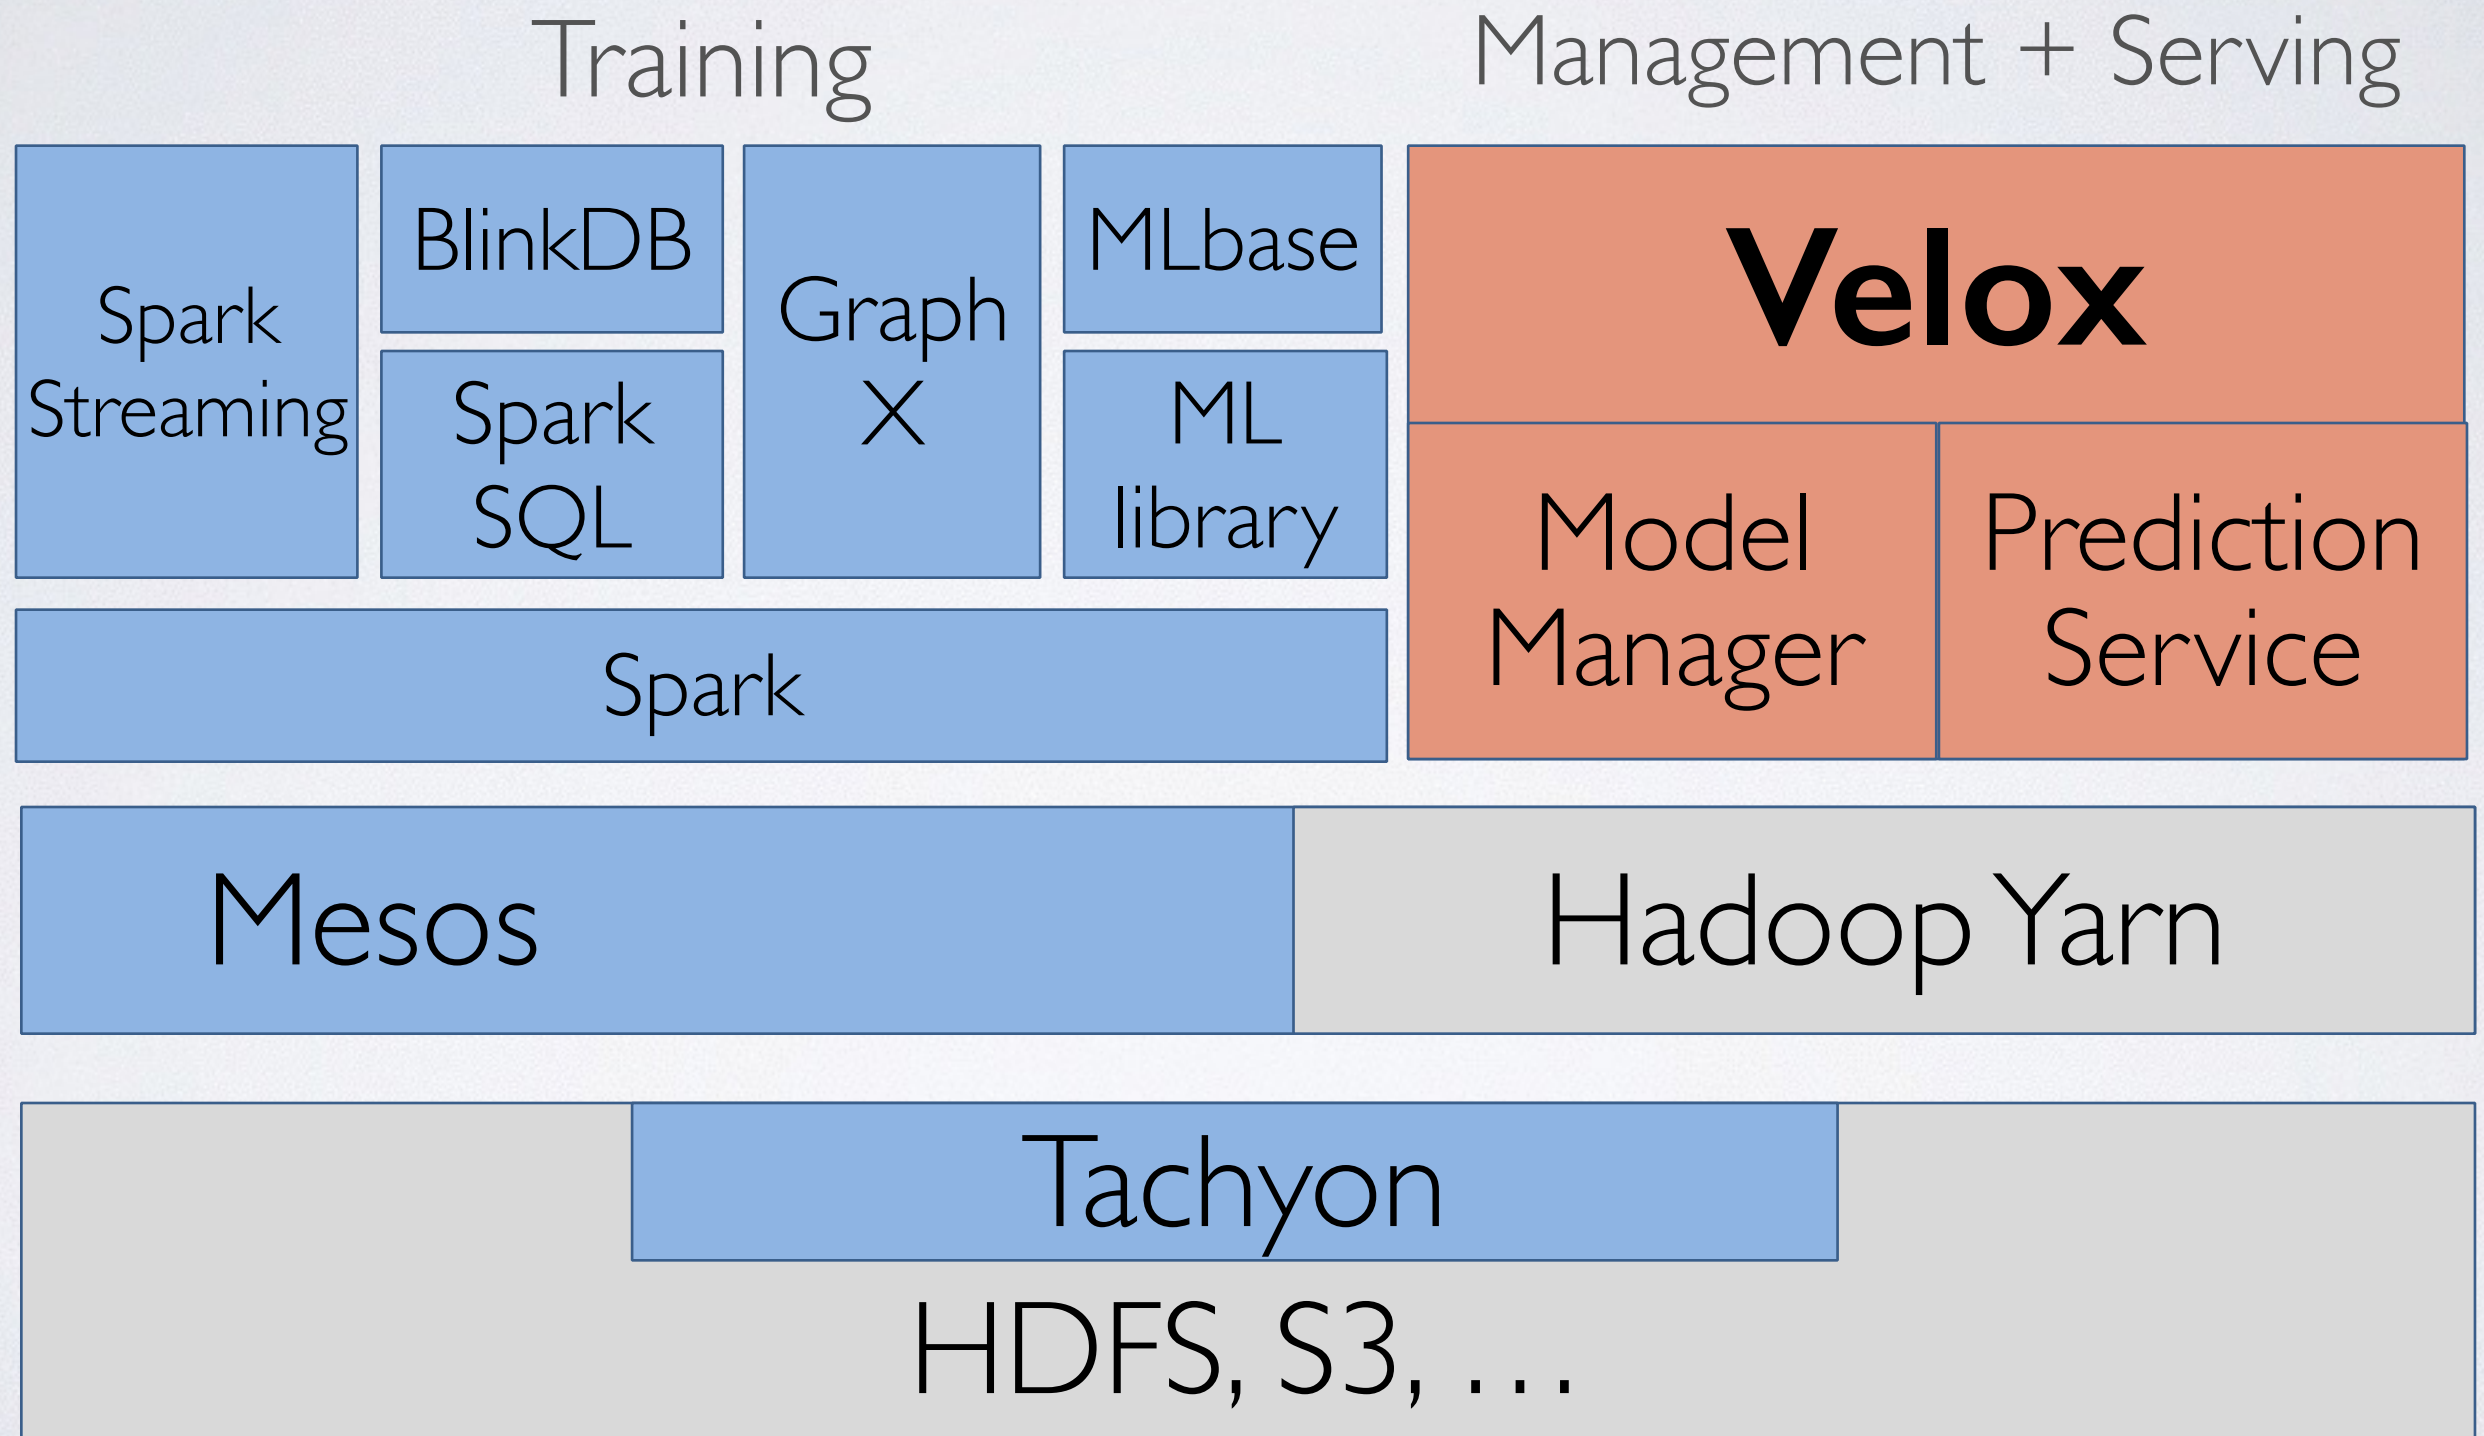 Training
Management + Serving
Spark
Streaming
BlinkDB
Spark
SQL
Graph
X
MLbase
ML
library
Velox
Model
Manager
Prediction
Service
Spark
Mesos
Hadoop Yarn
Tachyon
HDFS, S3, …